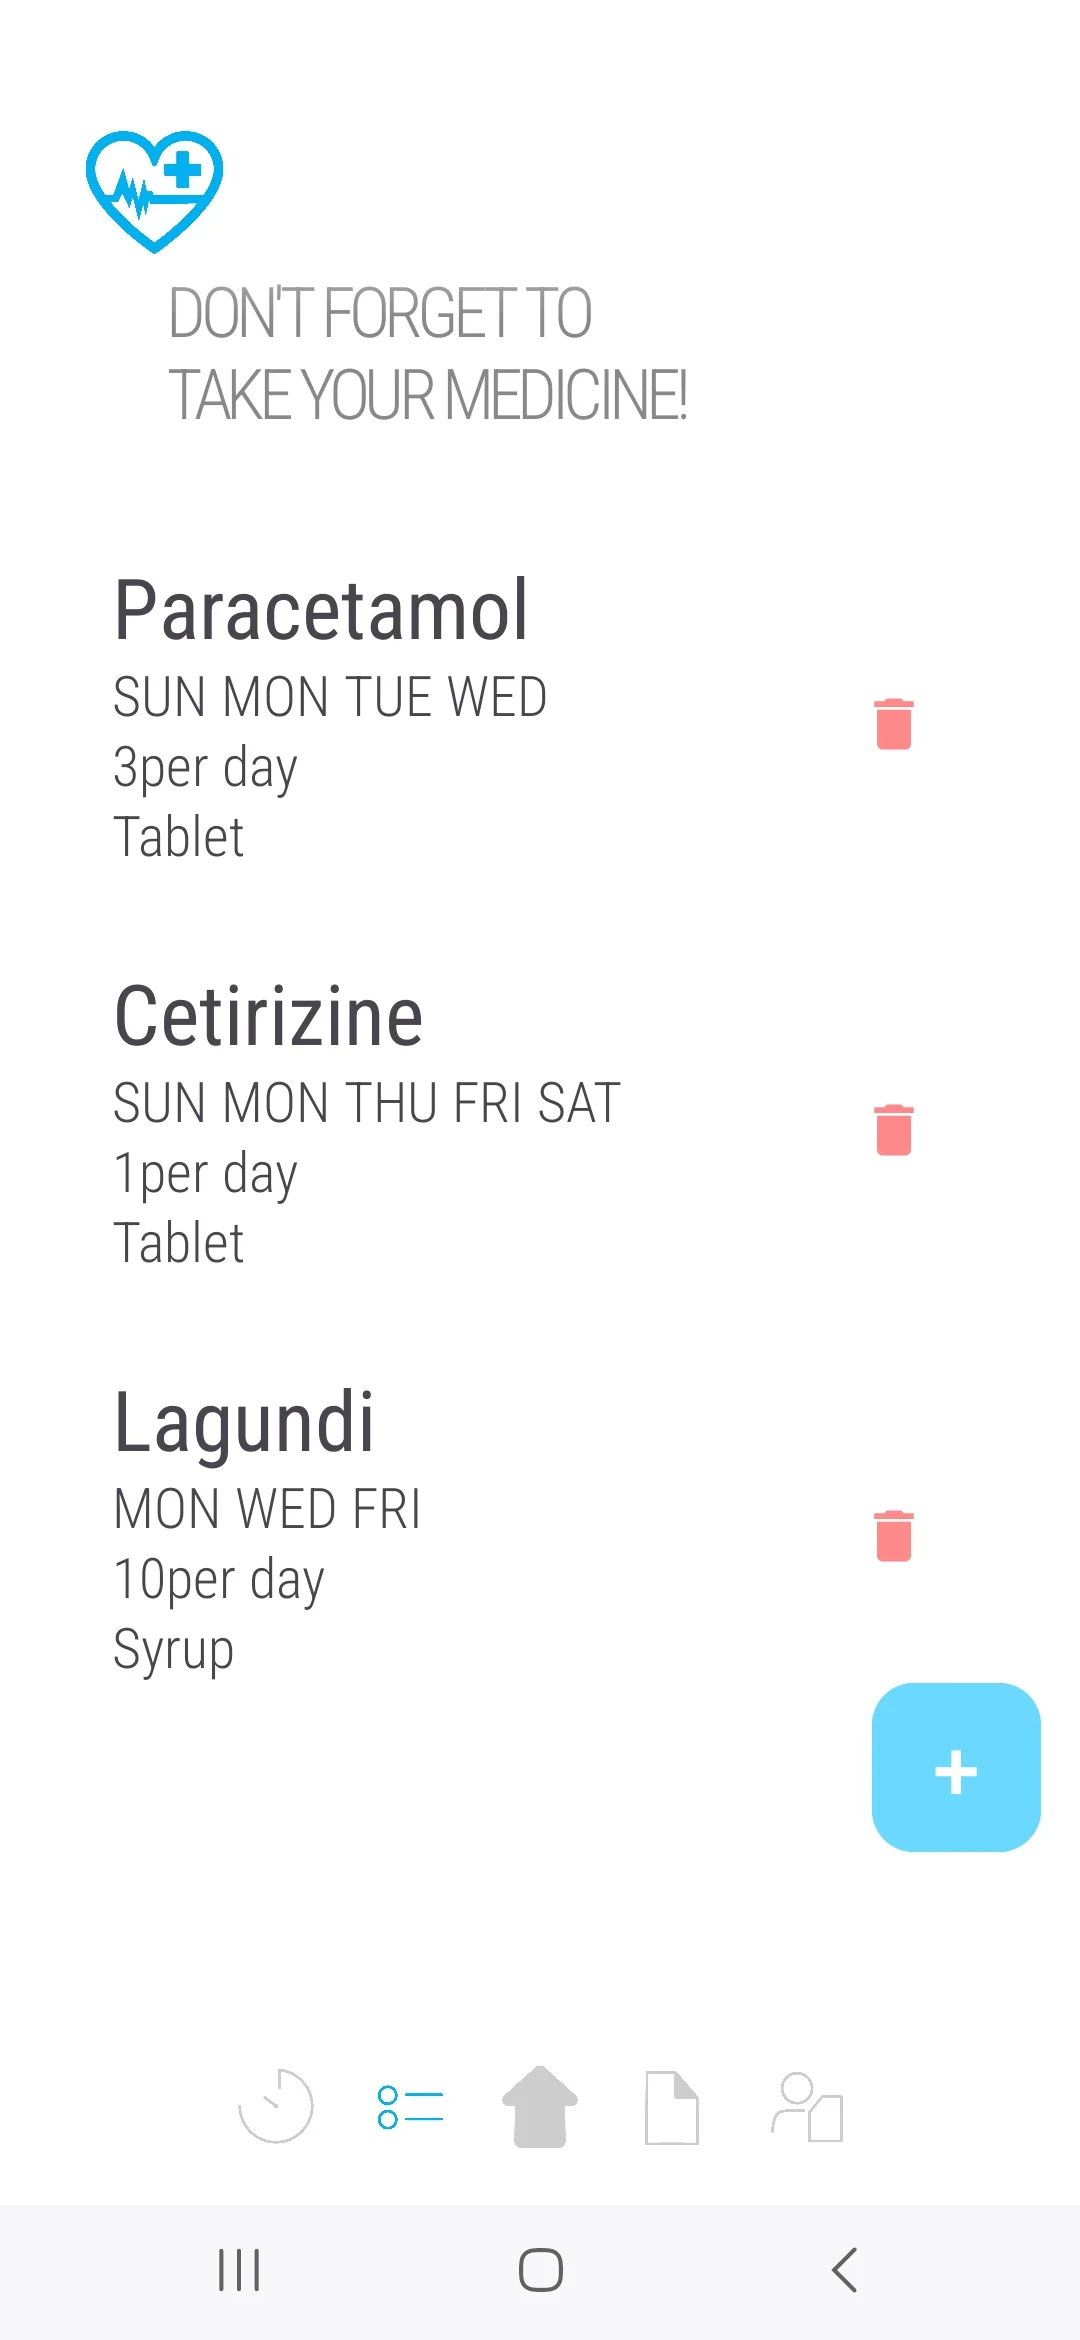 DON'T FORGET TO
TAKE YOUR MEDICINE!
Paracetamol
SUN MON TUE WED
3per day
Tablet
Cetirizine
SUN MON THU FRI SAT
1per day
Tablet
Lagundi
MON WED FRI
10per day
Syrup
+